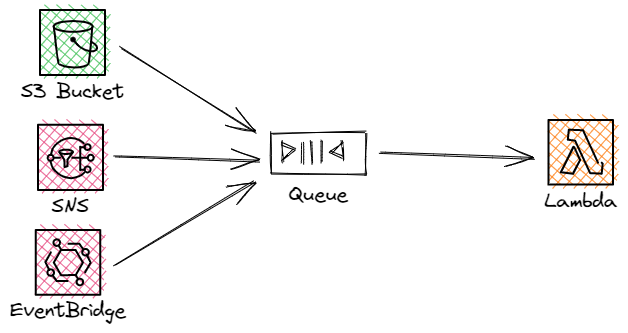 S3 Bucket
SNS
Queue
Lambda
EventBridge